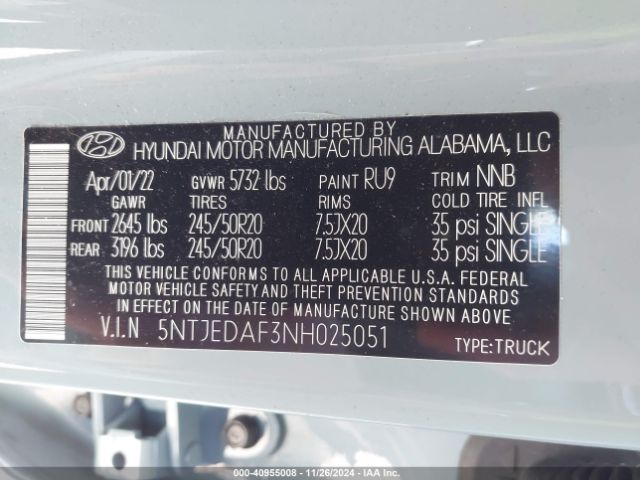 MANUFACTURED BY
HYUNDAI MOTOR MANUFACTURING ALABAMA, LLC
Apr/01/22 GVWR 5732 lbs PAINT RU9 TRIM NNB
GAWR TIRES RIMS COLD TIRE INFL
FRONT 2645 lbs 245/50R20 7.5JX20 35 psi SINGLE
REAR 3196 lbs 245/50R20 7.5JX20 35 psi SINGLE
THIS VEHICLE CONFORMS TO ALL APPLICABLE U.S.A. FEDERAL
MOTOR VEHICLE SAFETY AND THEFT PREVENTION STANDARDS
IN EFFECT ON THE DATE OF MANUFACTURE SHOWN ABOVE.
V.I.N 5NTJEDAF3NH025051 TYPE:TRUCK
000-40955008 - 11/26/2024 - IAA Inc.